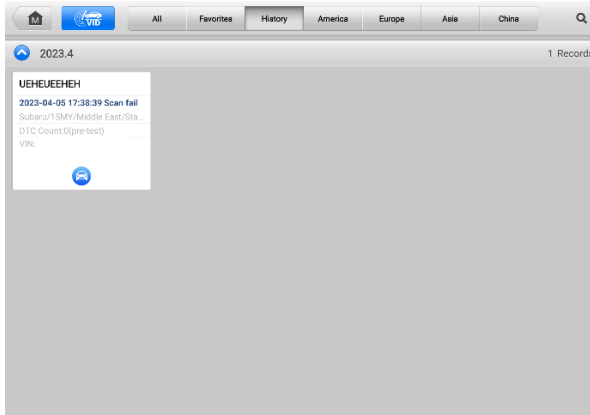 M
VID
All
Favorites
History
America
Europe
Asia
China
2023.4
1 Records
UEHEUEEHEH
2023-04-05 17:38:39 Scan fail
Subaru/15MY/Middle East/Sta...
DTC Count:0(pre-test)
VIN: